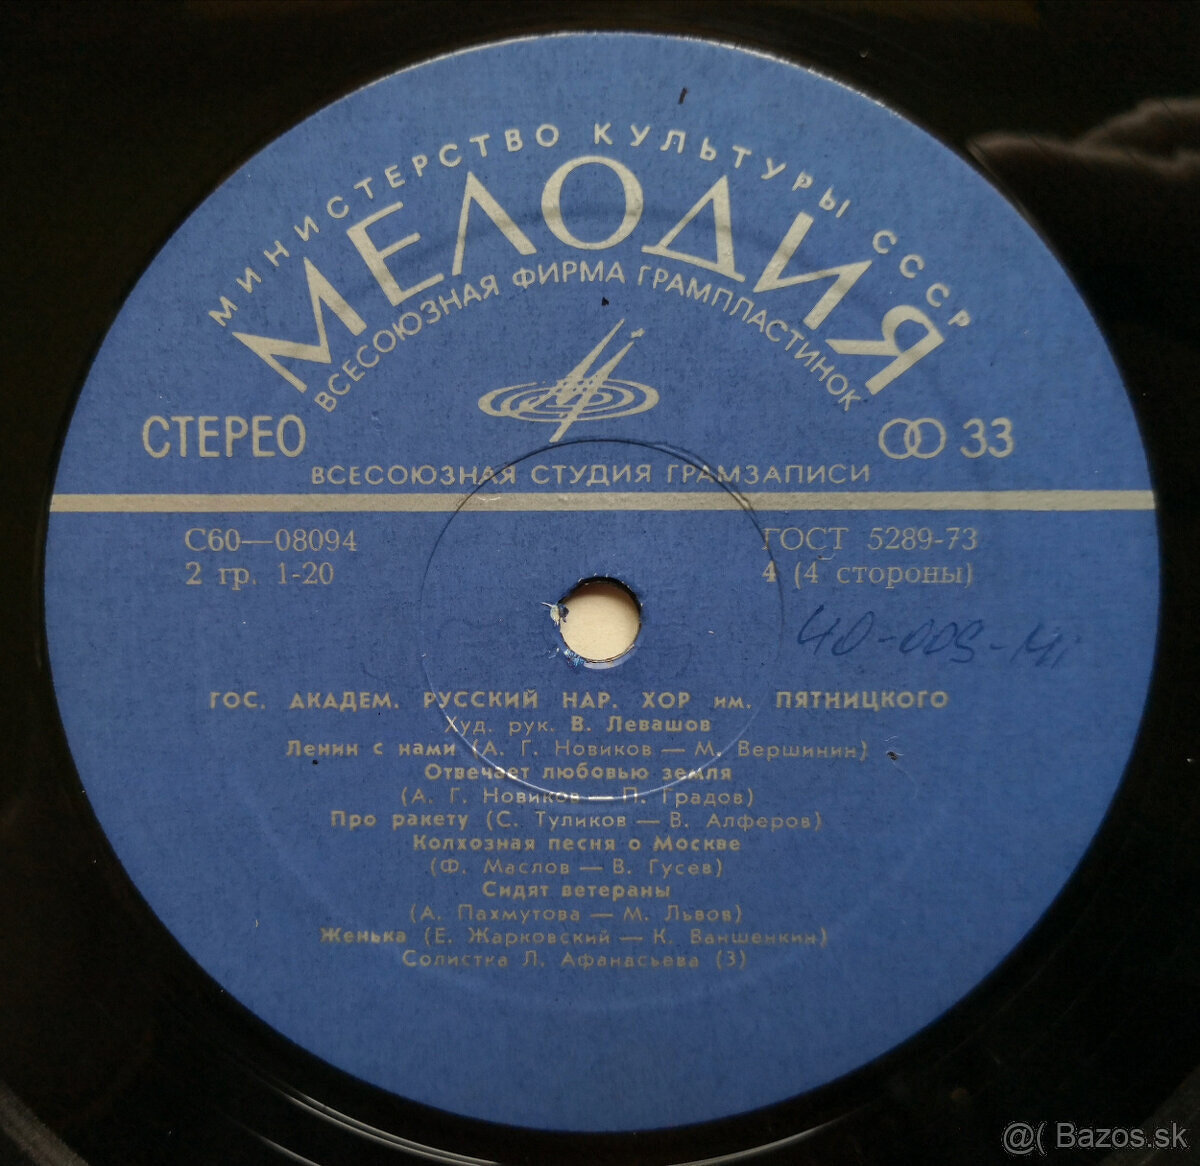 МИНИСТЕРСТВО КУЛЬТУРЫ СССР
МЕЛОДИЯ
ВСЕСОЮЗНАЯ ФИРМА ГРАМПЛАСТИНОК
СТЕРЕО
33
ВСЕСОЮЗНАЯ СТУДИЯ ГРАМЗАПИСИ
С60—08094
ГОСТ 5289-73
2 гр. 1-20
4 (4 стороны)
ГОС. АКАДЕМ. РУССКИЙ НАР. ХОР им. ПЯТНИЦКОГО
Худ. рук. В. Левашов
Ленин с нами (А. Г. Новиков — М. Вершинин)
Отвечает любовью земля
(А. Г. Новиков — П. Градов)
Про ракету (С. Туликов — В. Алферов)
Колхозная песня о Москве
(Ф. Маслов — В. Гусев)
Сидят ветераны
(А. Пахмутова — М. Львов)
Женька (Е. Жарковский — К. Ваншенкин)
Солистка Л. Афанасьева (3)
@( Bazos.sk